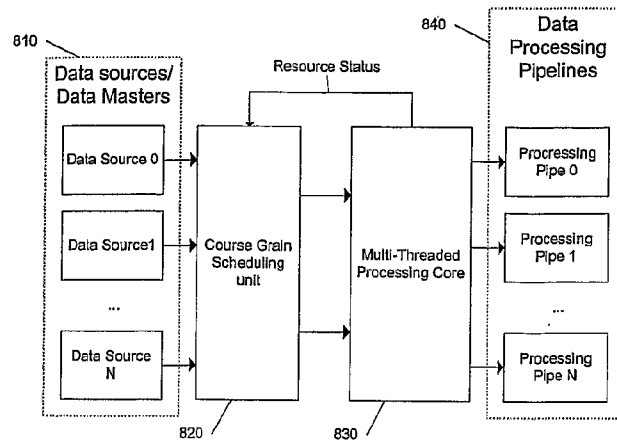 810
Data sources/
Data Masters
Data Source 0
Data Source1
...
Data Source
N
Resource Status
Course Grain
Scheduling
unit
820
Multi-Threaded
Processing Core
830
840
Data
Processing
Pipelines
Procressing
Pipe 0
Processing
Pipe 1
...
Processing
Pipe N